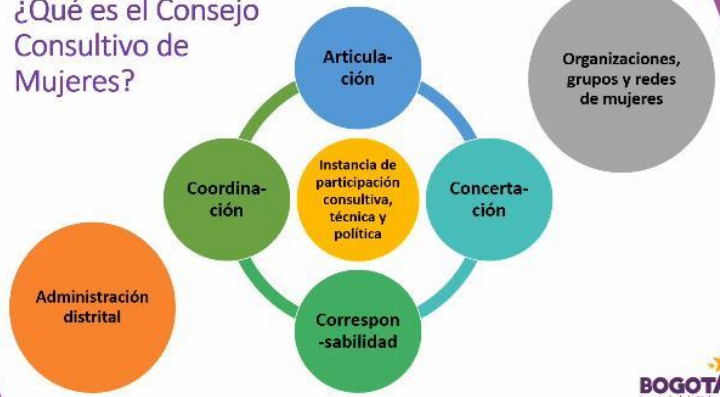 ¿Qué es el Consejo
Consultivo de
Mujeres?
Articula-
ción
Organizaciones,
grupos y redes
de mujeres
Coordina-
ción
Instancia de
participación
consultiva,
técnica y
política
Concerta-
ción
Administración
distrital
Correspon
-sabilidad
BOGOTÁ